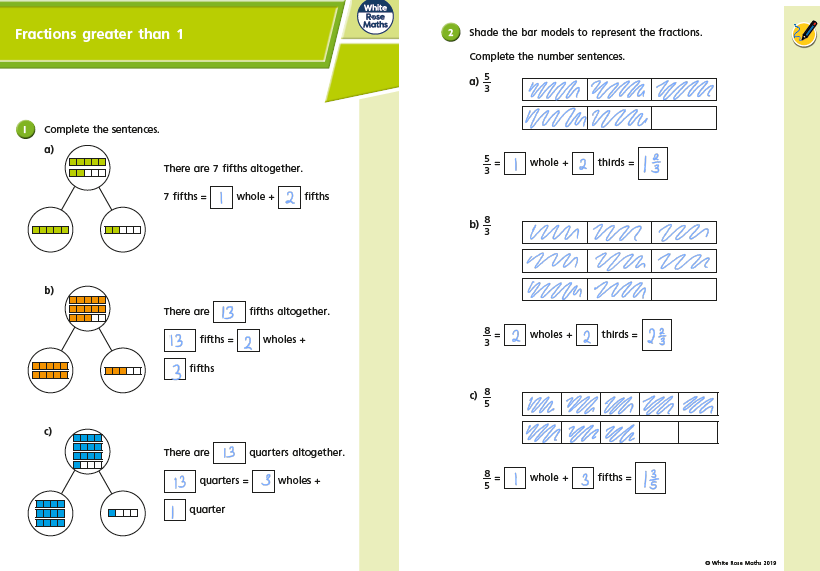 Fractions greater than 1
White
Rose
Maths
1 Complete the sentences.
a)
There are 7 fifths altogether.
7 fifths = 1 whole + 2 fifths
b)
There are 13 fifths altogether.
13 fifths = 2 wholes +
3 fifths
c)
There are 13 quarters altogether.
13 quarters = 3 wholes +
1 quarter
2 Shade the bar models to represent the fractions.
Complete the number sentences.
a) 5/3
5/3 = 1 whole + 2 thirds = 1 2/3
b) 8/3
8/3 = 2 wholes + 2 thirds = 2 2/3
c) 8/5
8/5 = 1 whole + 3 fifths = 1 3/5
© White Rose Maths 2019